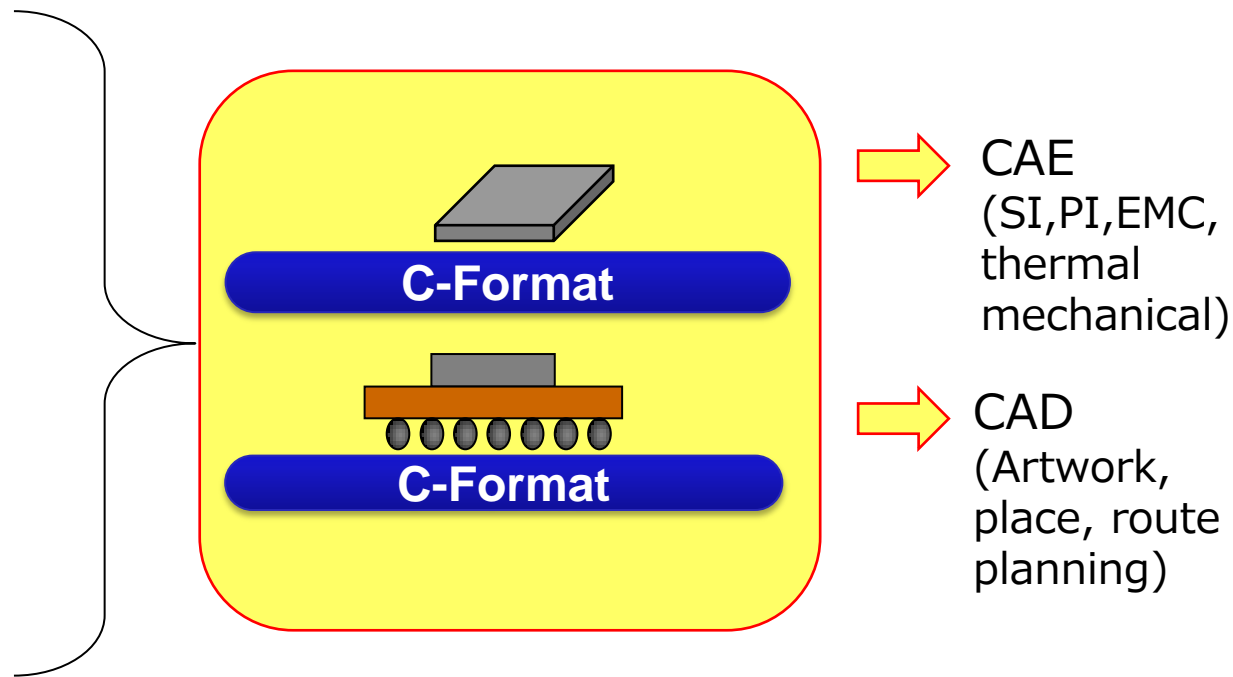 C-Format
C-Format
CAE
(SI,PI,EMC,
thermal
mechanical)
CAD
(Artwork,
place, route
planning)